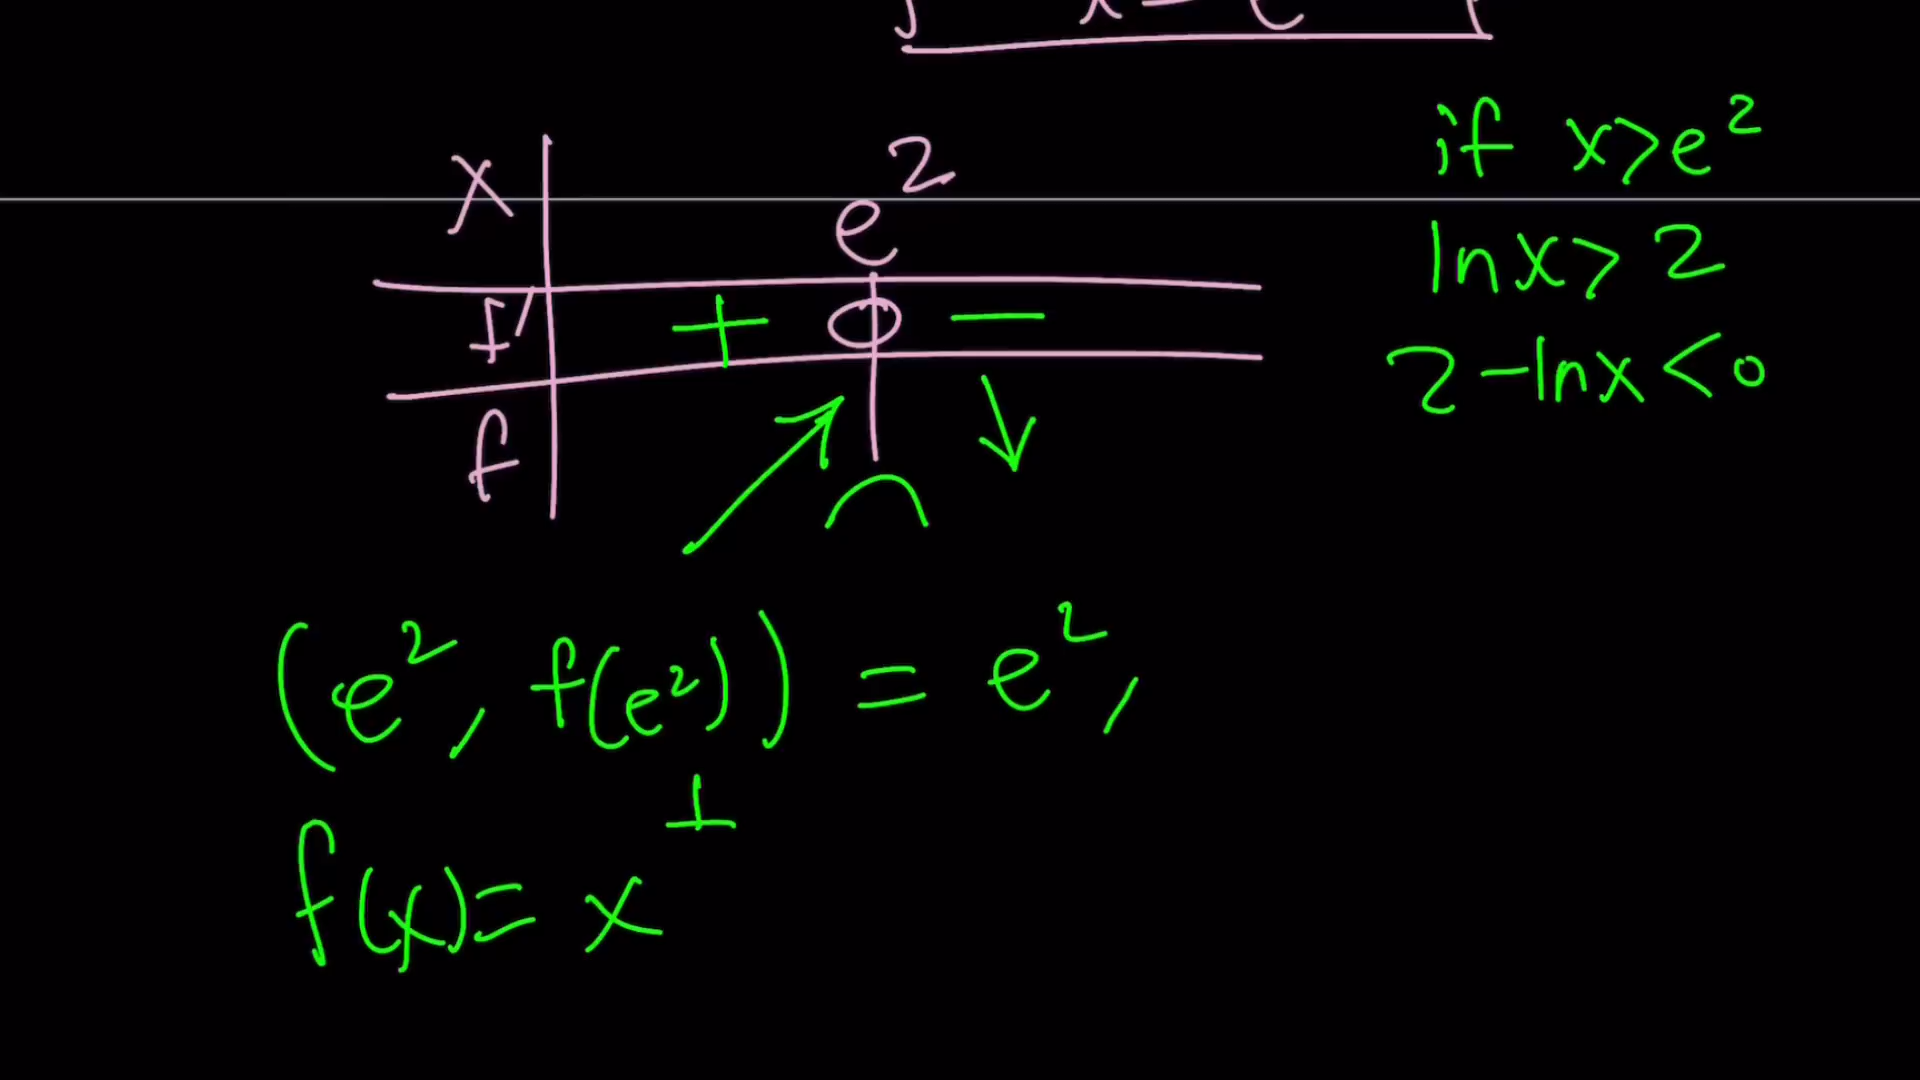 x = e
x e²
f' + 0 −
f
if x > e²
ln x > 2
2 − ln x < 0
(e², f(e²)) = e²,
f(x) = x^1